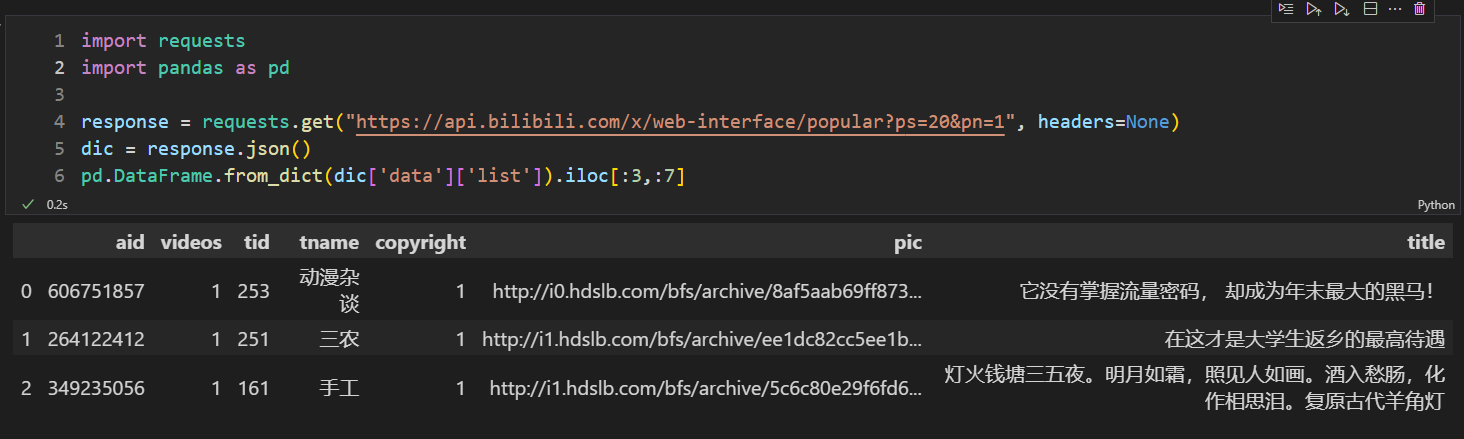 1 import requests
2 import pandas as pd
3
4 response = requests.get("https://api.bilibili.com/x/web-interface/popular?ps=20&pn=1", headers=None)
5 dic = response.json()
6 pd.DataFrame.from_dict(dic['data']['list']).iloc[:3,:7]
0.2s Python
aid videos tid tname copyright pic title
0 606751857 1 253 动漫杂谈 1 http://i0.hdslb.com/bfs/archive/8af5aab69ff873... 它没有掌握流量密码， 却成为年末最大的黑马！
1 264122412 1 251 三农 1 http://i1.hdslb.com/bfs/archive/ee1dc82cc5ee1b... 在这才是大学生返乡的最高待遇
2 349235056 1 161 手工 1 http://i1.hdslb.com/bfs/archive/5c6c80e29f6fd6... 灯火钱塘三五夜。明月如霜，照见人如画。酒入愁肠，化
作相思泪。复原古代羊角灯